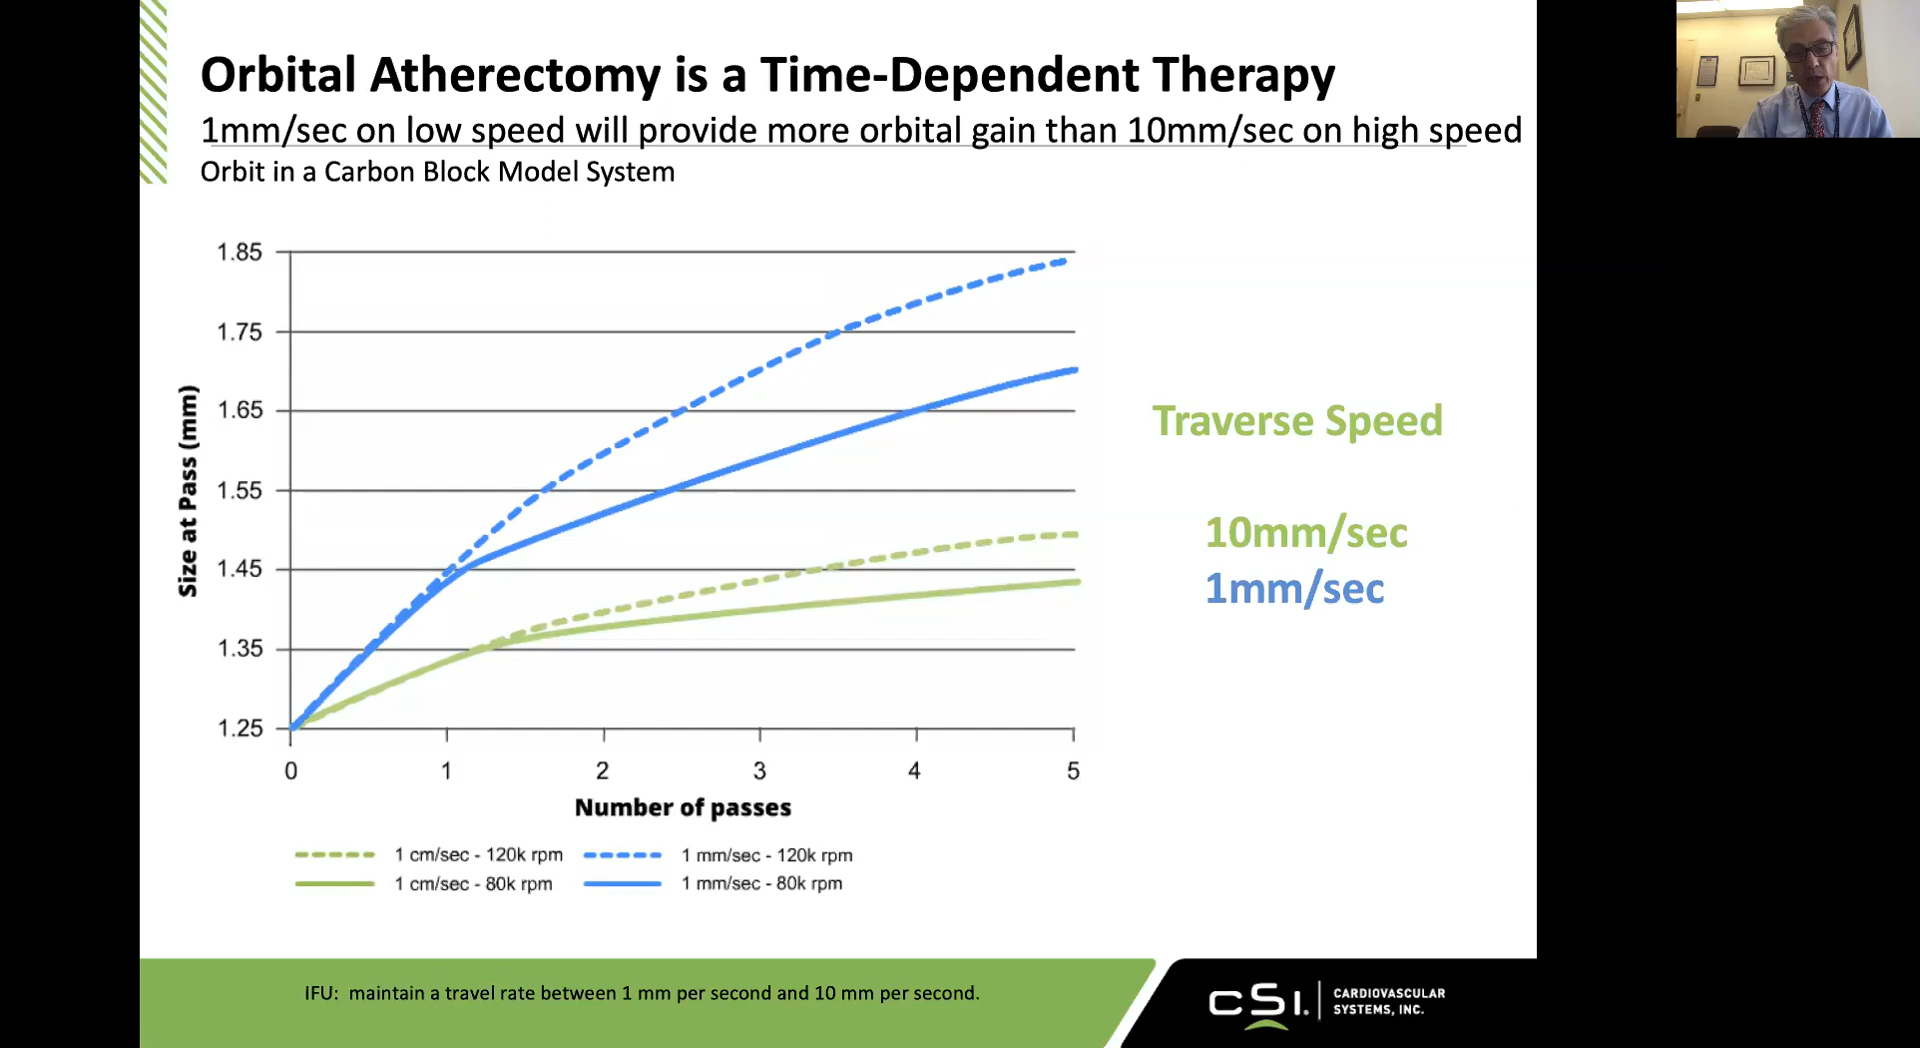 Orbital Atherectomy is a Time-Dependent Therapy
1mm/sec on low speed will provide more orbital gain than 10mm/sec on high speed
Orbit in a Carbon Block Model System
1.85
1.75
1.65
1.55
1.45
1.35
1.25
Size at Pass (mm)
0 1 2 3 4 5
Number of passes
1 cm/sec - 120k rpm
1 mm/sec - 120k rpm
1 cm/sec - 80k rpm
1 mm/sec - 80k rpm
Traverse Speed
10mm/sec
1mm/sec
IFU: maintain a travel rate between 1 mm per second and 10 mm per second.
CSI.
CARDIOVASCULAR
SYSTEMS, INC.